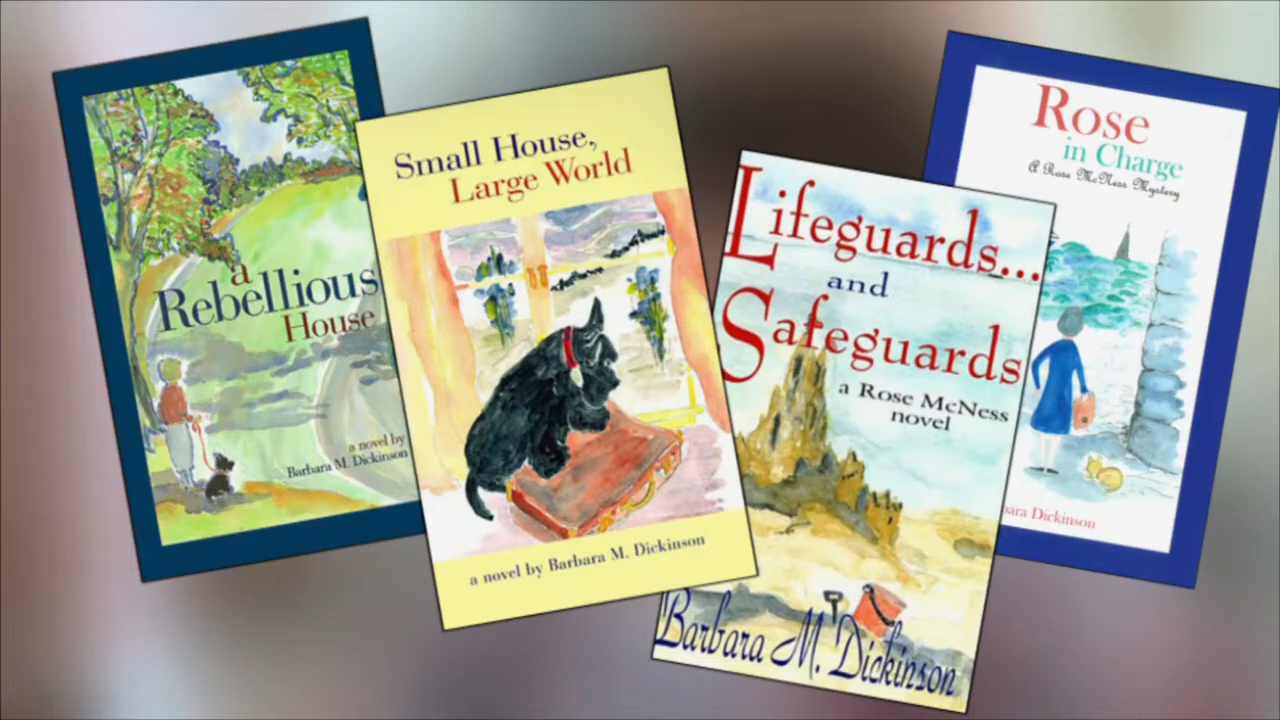 a
Rebellious
House
a novel by
Barbara M. Dickinson
Small House,
Large World
a novel by Barbara M. Dickinson
Lifeguards...
and
Safeguards
a Rose McNess
novel
Barbara M. Dickinson
Rose
in Charge
A Rose McNess Mystery
Dickinson